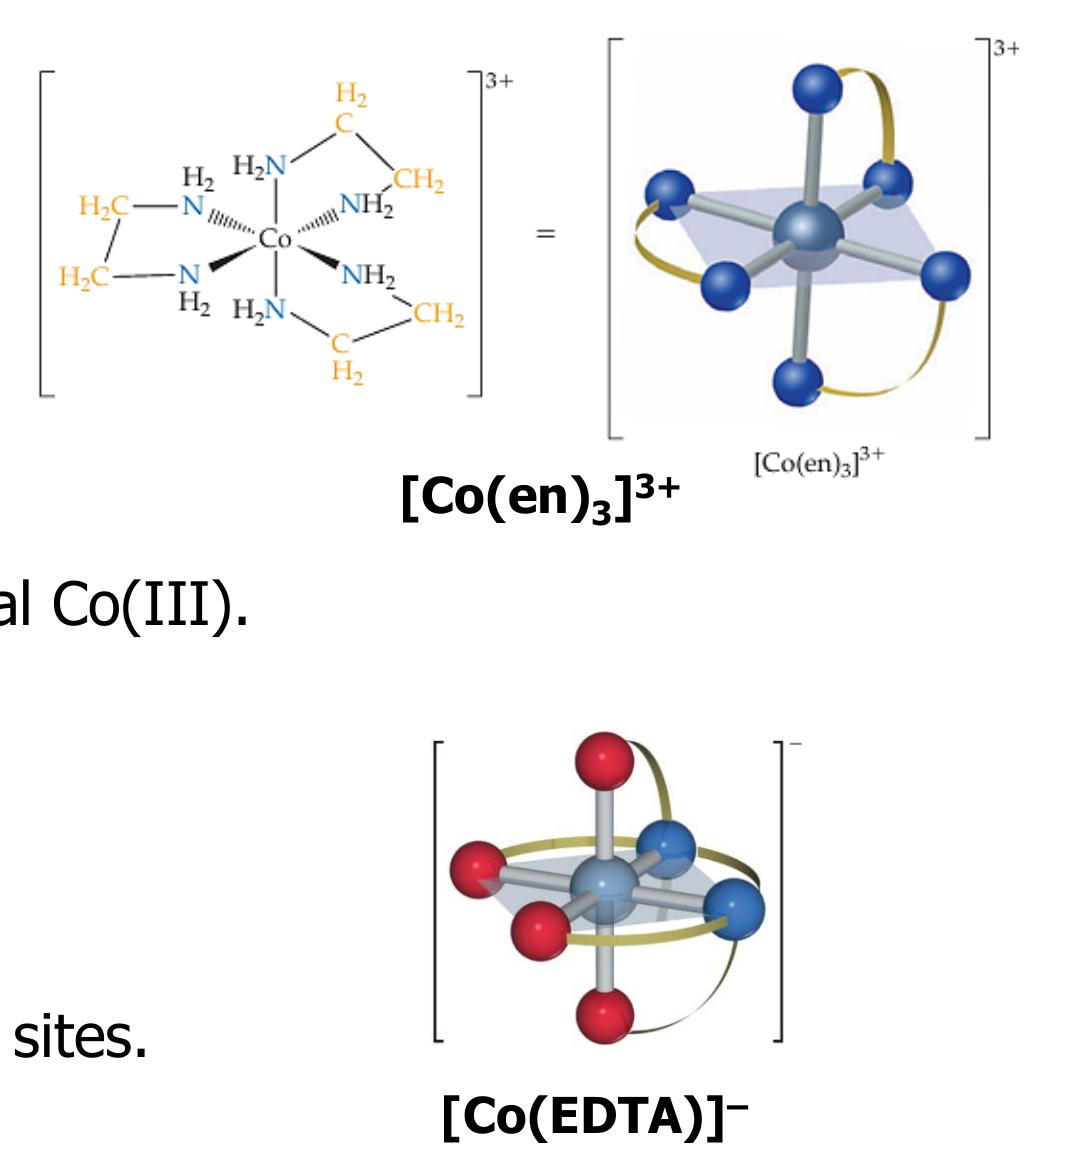 3+
3+
H₂
C
H₂N
H₂
CH₂
H₂C
N
NH₂
Co
=
H₂C
N
NH₂
H₂
H₂N
CH₂
C
H₂
[Co(en)₃]³⁺
[Co(en)₃]³⁺
al Co(III).
–
sites.
[Co(EDTA)]⁻